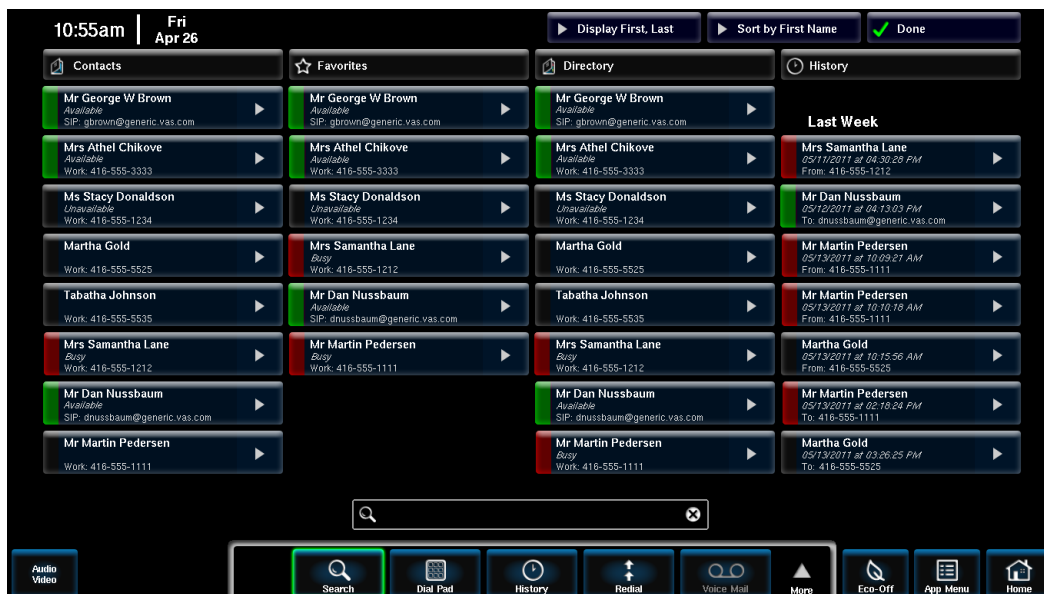 10:55am
Fri
Apr 26
Display First, Last
Sort by First Name
Done
Contacts
Mr George W Brown
Available
SIP: gbrown@generic.vas.com
Mrs Athel Chikove
Available
Work: 416-555-3333
Ms Stacy Donaldson
Unavailable
Work: 416-555-1234
Martha Gold
Work: 416-555-5525
Tabatha Johnson
Work: 416-555-5535
Mrs Samantha Lane
Busy
Work: 416-555-1212
Mr Dan Nussbaum
Available
SIP: dnussbaum@generic.vas.com
Mr Martin Pedersen
Work: 416-555-1111
Favorites
Mr George W Brown
Available
SIP: gbrown@generic.vas.com
Mrs Athel Chikove
Available
Work: 416-555-3333
Ms Stacy Donaldson
Unavailable
Work: 416-555-1234
Mrs Samantha Lane
Busy
Work: 416-555-1212
Mr Dan Nussbaum
Available
SIP: dnussbaum@generic.vas.com
Mr Martin Pedersen
Busy
Work: 416-555-1111
Directory
Mr George W Brown
Available
SIP: gbrown@generic.vas.com
Mrs Athel Chikove
Available
Work: 416-555-3333
Ms Stacy Donaldson
Unavailable
Work: 416-555-1234
Martha Gold
Work: 416-555-5525
Tabatha Johnson
Work: 416-555-5535
Mrs Samantha Lane
Busy
Work: 416-555-1212
Mr Dan Nussbaum
Available
SIP: dnussbaum@generic.vas.com
Mr Martin Pedersen
Busy
Work: 416-555-1111
History
Last Week
Mrs Samantha Lane
05/11/2011 at 04:30:28 PM
From: 416-555-1212
Mr Dan Nussbaum
05/12/2011 at 04:13:03 PM
To: dnussbaum@generic.vas.com
Mr Martin Pedersen
05/13/2011 at 10:09:21 AM
From: 416-555-1111
Mr Martin Pedersen
05/13/2011 at 10:10:18 AM
From: 416-555-1111
Martha Gold
05/13/2011 at 10:15:56 AM
From: 416-555-5525
Mr Martin Pedersen
05/13/2011 at 02:18:24 PM
To: 416-555-1111
Martha Gold
05/13/2011 at 03:26:25 PM
To: 416-555-5525
Audio
Video
Search
Dial Pad
History
Redial
Voice Mail
More
Eco-Off
App Menu
Home